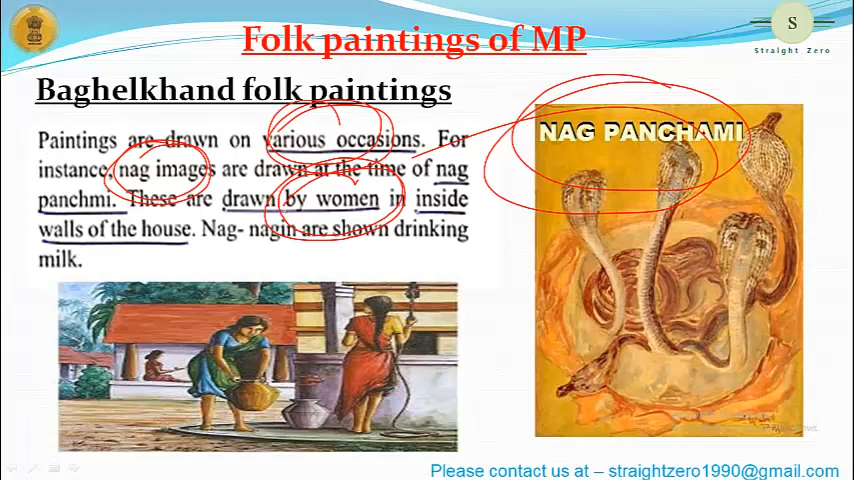 Folk paintings of MP
S
Straight Zero
Baghelkhand folk paintings
Paintings are drawn on various occasions. For
instance, nag images are drawn at the time of nag
panchmi. These are drawn by women in inside
walls of the house. Nag- nagin are shown drinking
milk.
NAG PANCHAMI
Please contact us at – straightzero1990@gmail.com